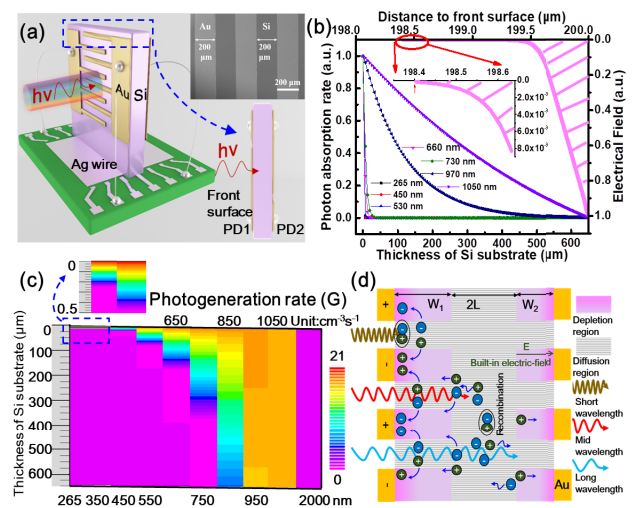 (a)
Au
Si
200 μm
200 μm
200 μm
hν
Au
Si
Ag wire
hν
Front surface
PD1
PD2
(b)
Distance to front surface (μm)
198.0 198.5 199.0 199.5 200.0
Photon absorption rate (a.u.)
1.0
0.8
0.6
0.4
0.2
0.0
Electrical Field (a.u.)
0.0
0.2
0.4
0.6
0.8
1.0
198.4 198.5 198.6
0.0
2.0x10⁻³
4.0x10⁻³
6.0x10⁻³
8.0x10⁻³
660 nm
730 nm
970 nm
1050 nm
265 nm
450 nm
530 nm
0 100 200 300 400 500 600
Thickness of Si substrate (μm)
(c)
0
0.5
Photogeneration rate (G)
650 850 1050 Unit:cm⁻³s⁻¹
Thickness of Si substrate (μm)
0
100
200
300
400
500
600
21
0
265 350 450 550 750 950 2000 nm
(d)
W₁ 2L W₂
E
Built-in electric-field
Recombination
Au
Depletion region
Diffusion region
Short wavelength
Mid wavelength
Long wavelength